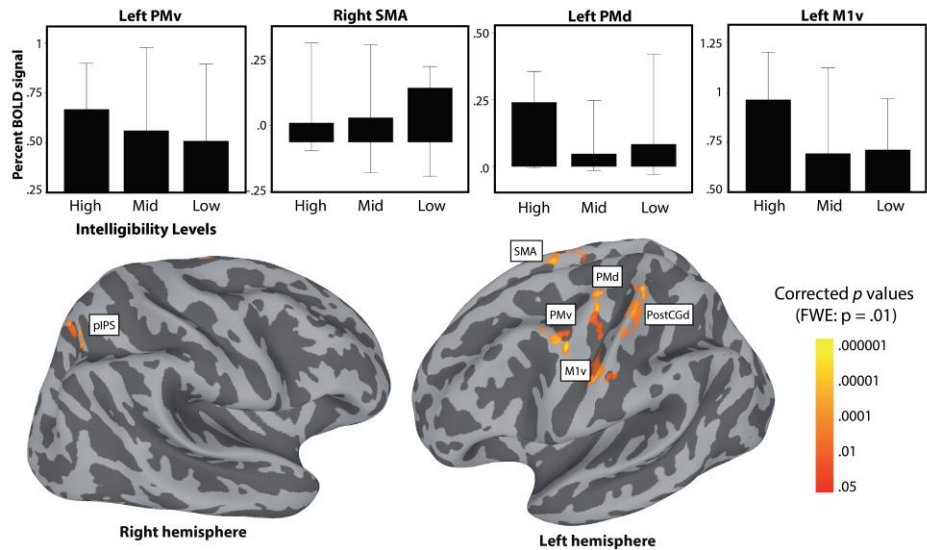 Left PMv
Right SMA
Left PMd
Left M1v
Percent BOLD signal
1
.75
.50
.25
High Mid Low
.25
.0
-.25
High Mid Low
.50
.25
.0
High Mid Low
1.25
1
.75
.50
High Mid Low
Intelligibility Levels
pIPS
Right hemisphere
SMA
PMd
PMv
PostCGd
M1v
Left hemisphere
Corrected p values
(FWE: p = .01)
.000001
.00001
.0001
.01
.05